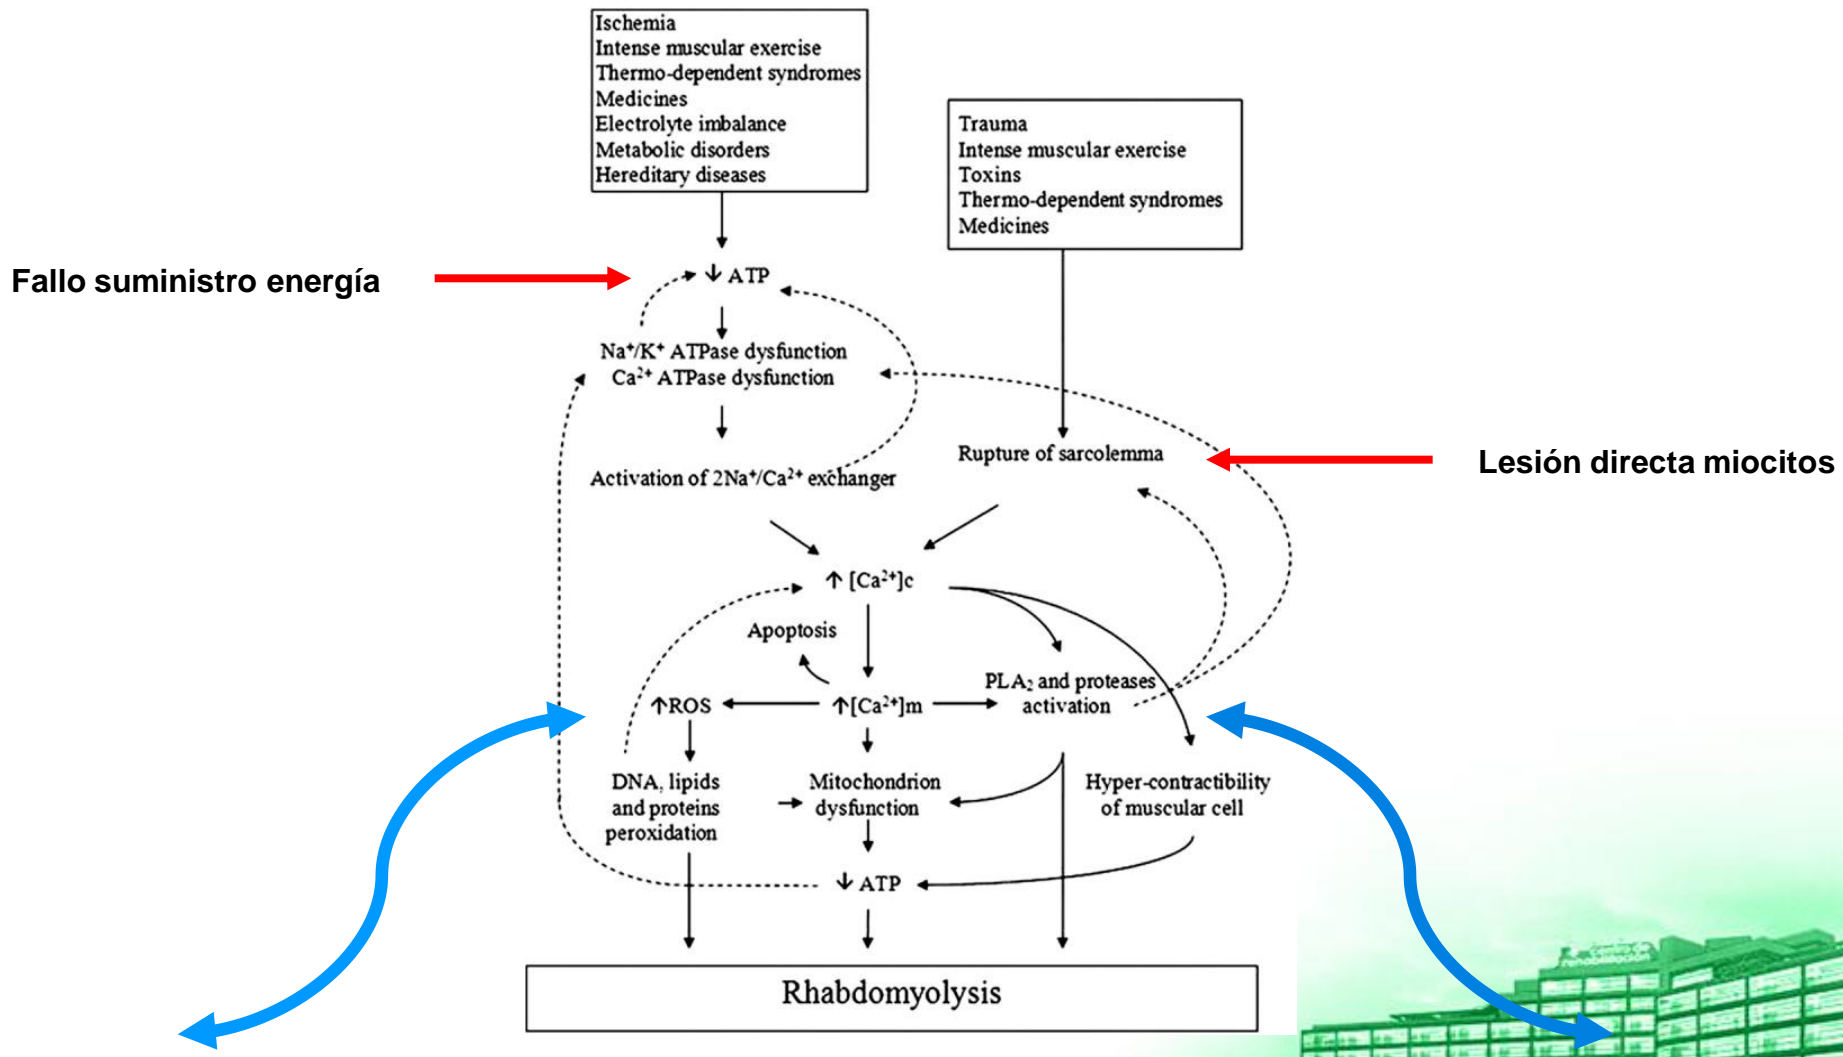 Ischemia
Intense muscular exercise
Thermo-dependent syndromes
Medicines
Electrolyte imbalance
Metabolic disorders
Hereditary diseases
Trauma
Intense muscular exercise
Toxins
Thermo-dependent syndromes
Medicines
Fallo suministro energía
↓ ATP
Na⁺/K⁺ ATPase dysfunction
Ca²⁺ ATPase dysfunction
Activation of 2Na⁺/Ca²⁺ exchanger
Rupture of sarcolemma
Lesión directa miocitos
↑ [Ca²⁺]c
Apoptosis
↑ROS
↑[Ca²⁺]m
PLA₂ and proteases
activation
DNA, lipids
and proteins
peroxidation
Mitochondrion
dysfunction
Hyper-contractibility
of muscular cell
↓ ATP
Rhabdomyolysis
rehabilitación